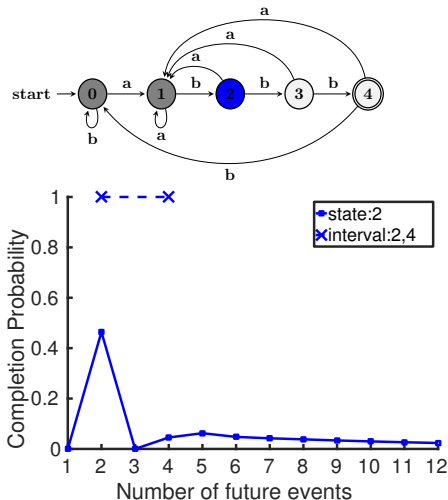 a
a
a
start
0
a
1
b
2
b
3
b
4
b
a
b
1
0.8
0.6
0.4
0.2
0
Completion Probability
state:2
interval:2,4
1 2 3 4 5 6 7 8 9 10 11 12
Number of future events